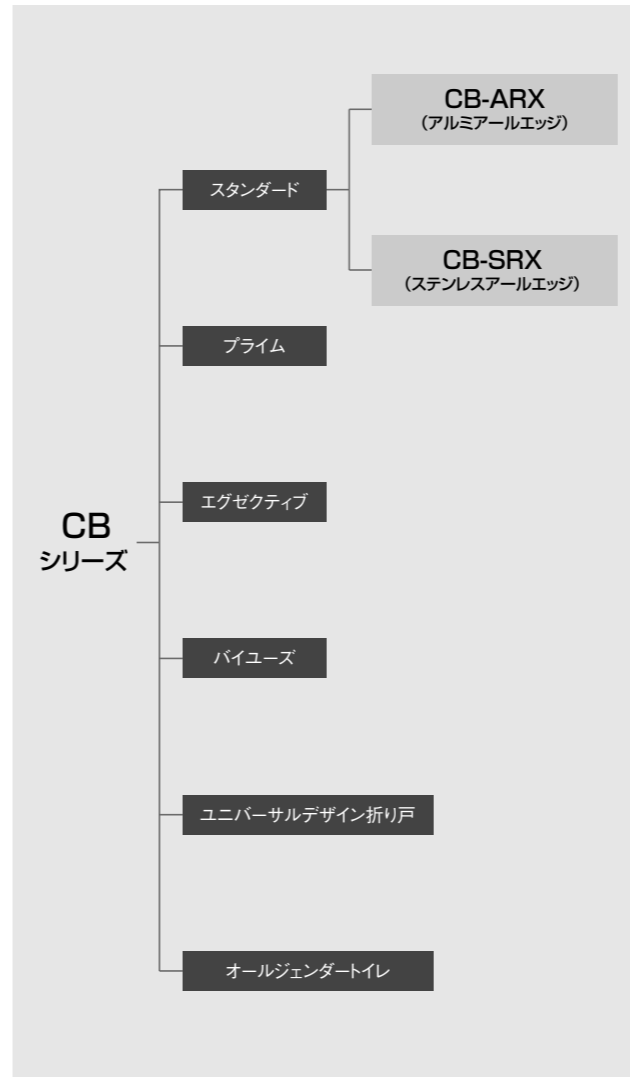 CB
シリーズ
スタンダード
CB-ARX
（アルミアールエッジ）
CB-SRX
（ステンレスアールエッジ）
プライム
エグゼクティブ
バイユーズ
ユニバーサルデザイン折り戸
オールジェンダートイレ